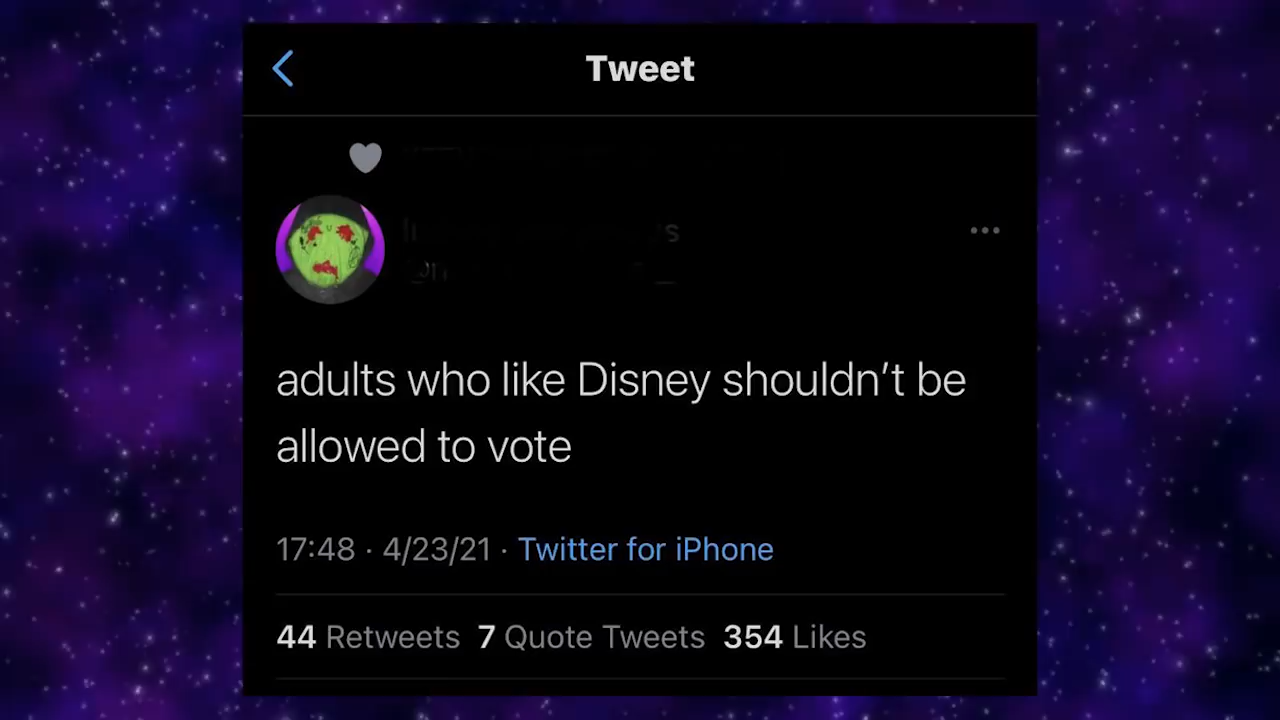 Tweet
adults who like Disney shouldn't be
allowed to vote
17:48 · 4/23/21 · Twitter for iPhone
44 Retweets 7 Quote Tweets 354 Likes